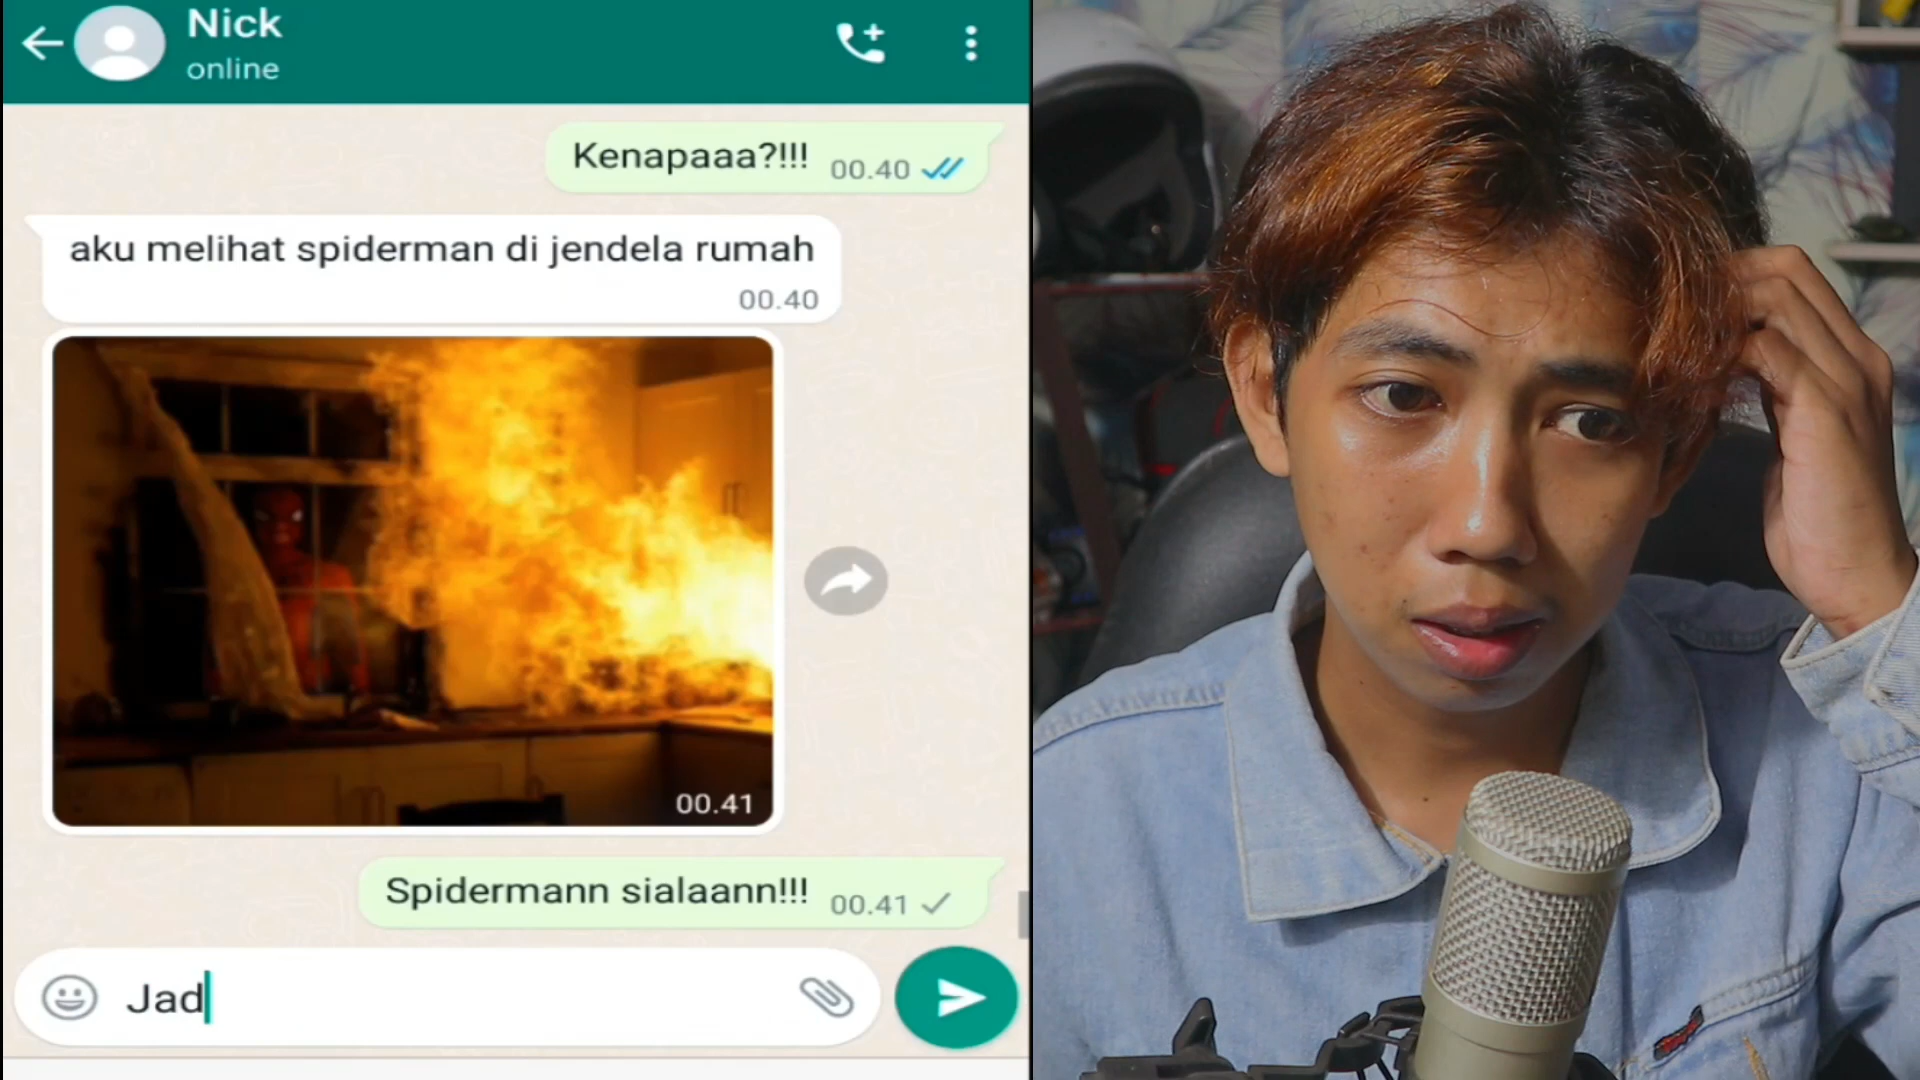 Nick
online
Kenapaaa?!!! 00.40
aku melihat spiderman di jendela rumah
00.40
00.41
Spidermann sialaann!!! 00.41
Jad